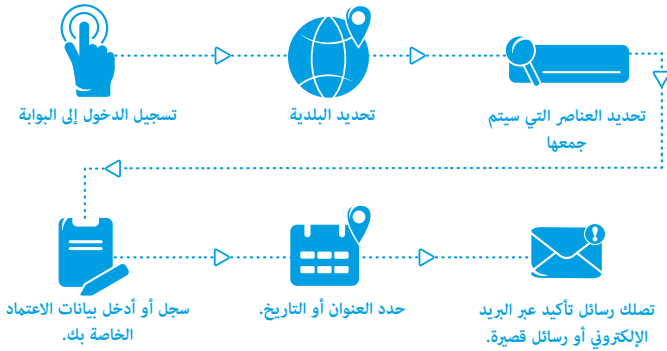 تسجيل الدخول إلى البوابة
تحديد البلدية
تحديد العناصر التي سيتم
جمعها
سجل أو أدخل بيانات الاعتماد
الخاصة بك.
حدد العنوان أو التاريخ.
تصلك رسائل تأكيد عبر البريد
الإلكتروني أو رسائل قصيرة.